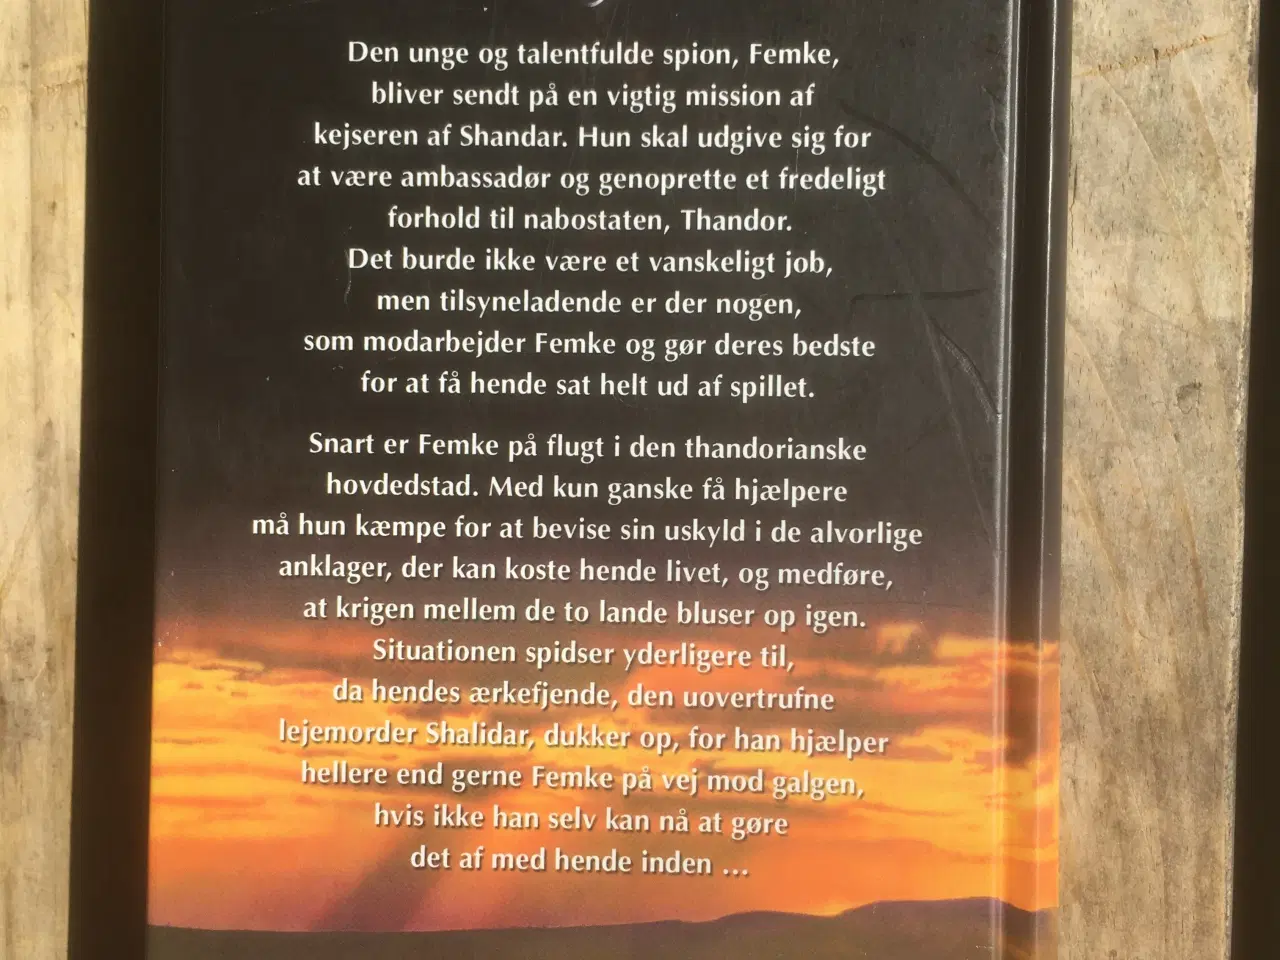 Den unge og talentfulde spion, Femke,
bliver sendt på en vigtig mission af
kejseren af Shandar. Hun skal udgive sig for
at være ambassadør og genoprette et fredeligt
forhold til nabostaten, Thandor.
Det burde ikke være et vanskeligt job,
men tilsyneladende er der nogen,
som modarbejder Femke og gør deres bedste
for at få hende sat helt ud af spillet.
Snart er Femke på flugt i den thandorianske
hovdedstad. Med kun ganske få hjælpere
må hun kæmpe for at bevise sin uskyld i de alvorlige
anklager, der kan koste hende livet, og medføre,
at krigen mellem de to lande bluser op igen.
Situationen spidser yderligere til,
da hendes ærkefjende, den uovertrufne
lejemorder Shalidar, dukker op, for han hjælper
hellere end gerne Femke på vej mod galgen,
hvis ikke han selv kan nå at gøre
det af med hende inden ...